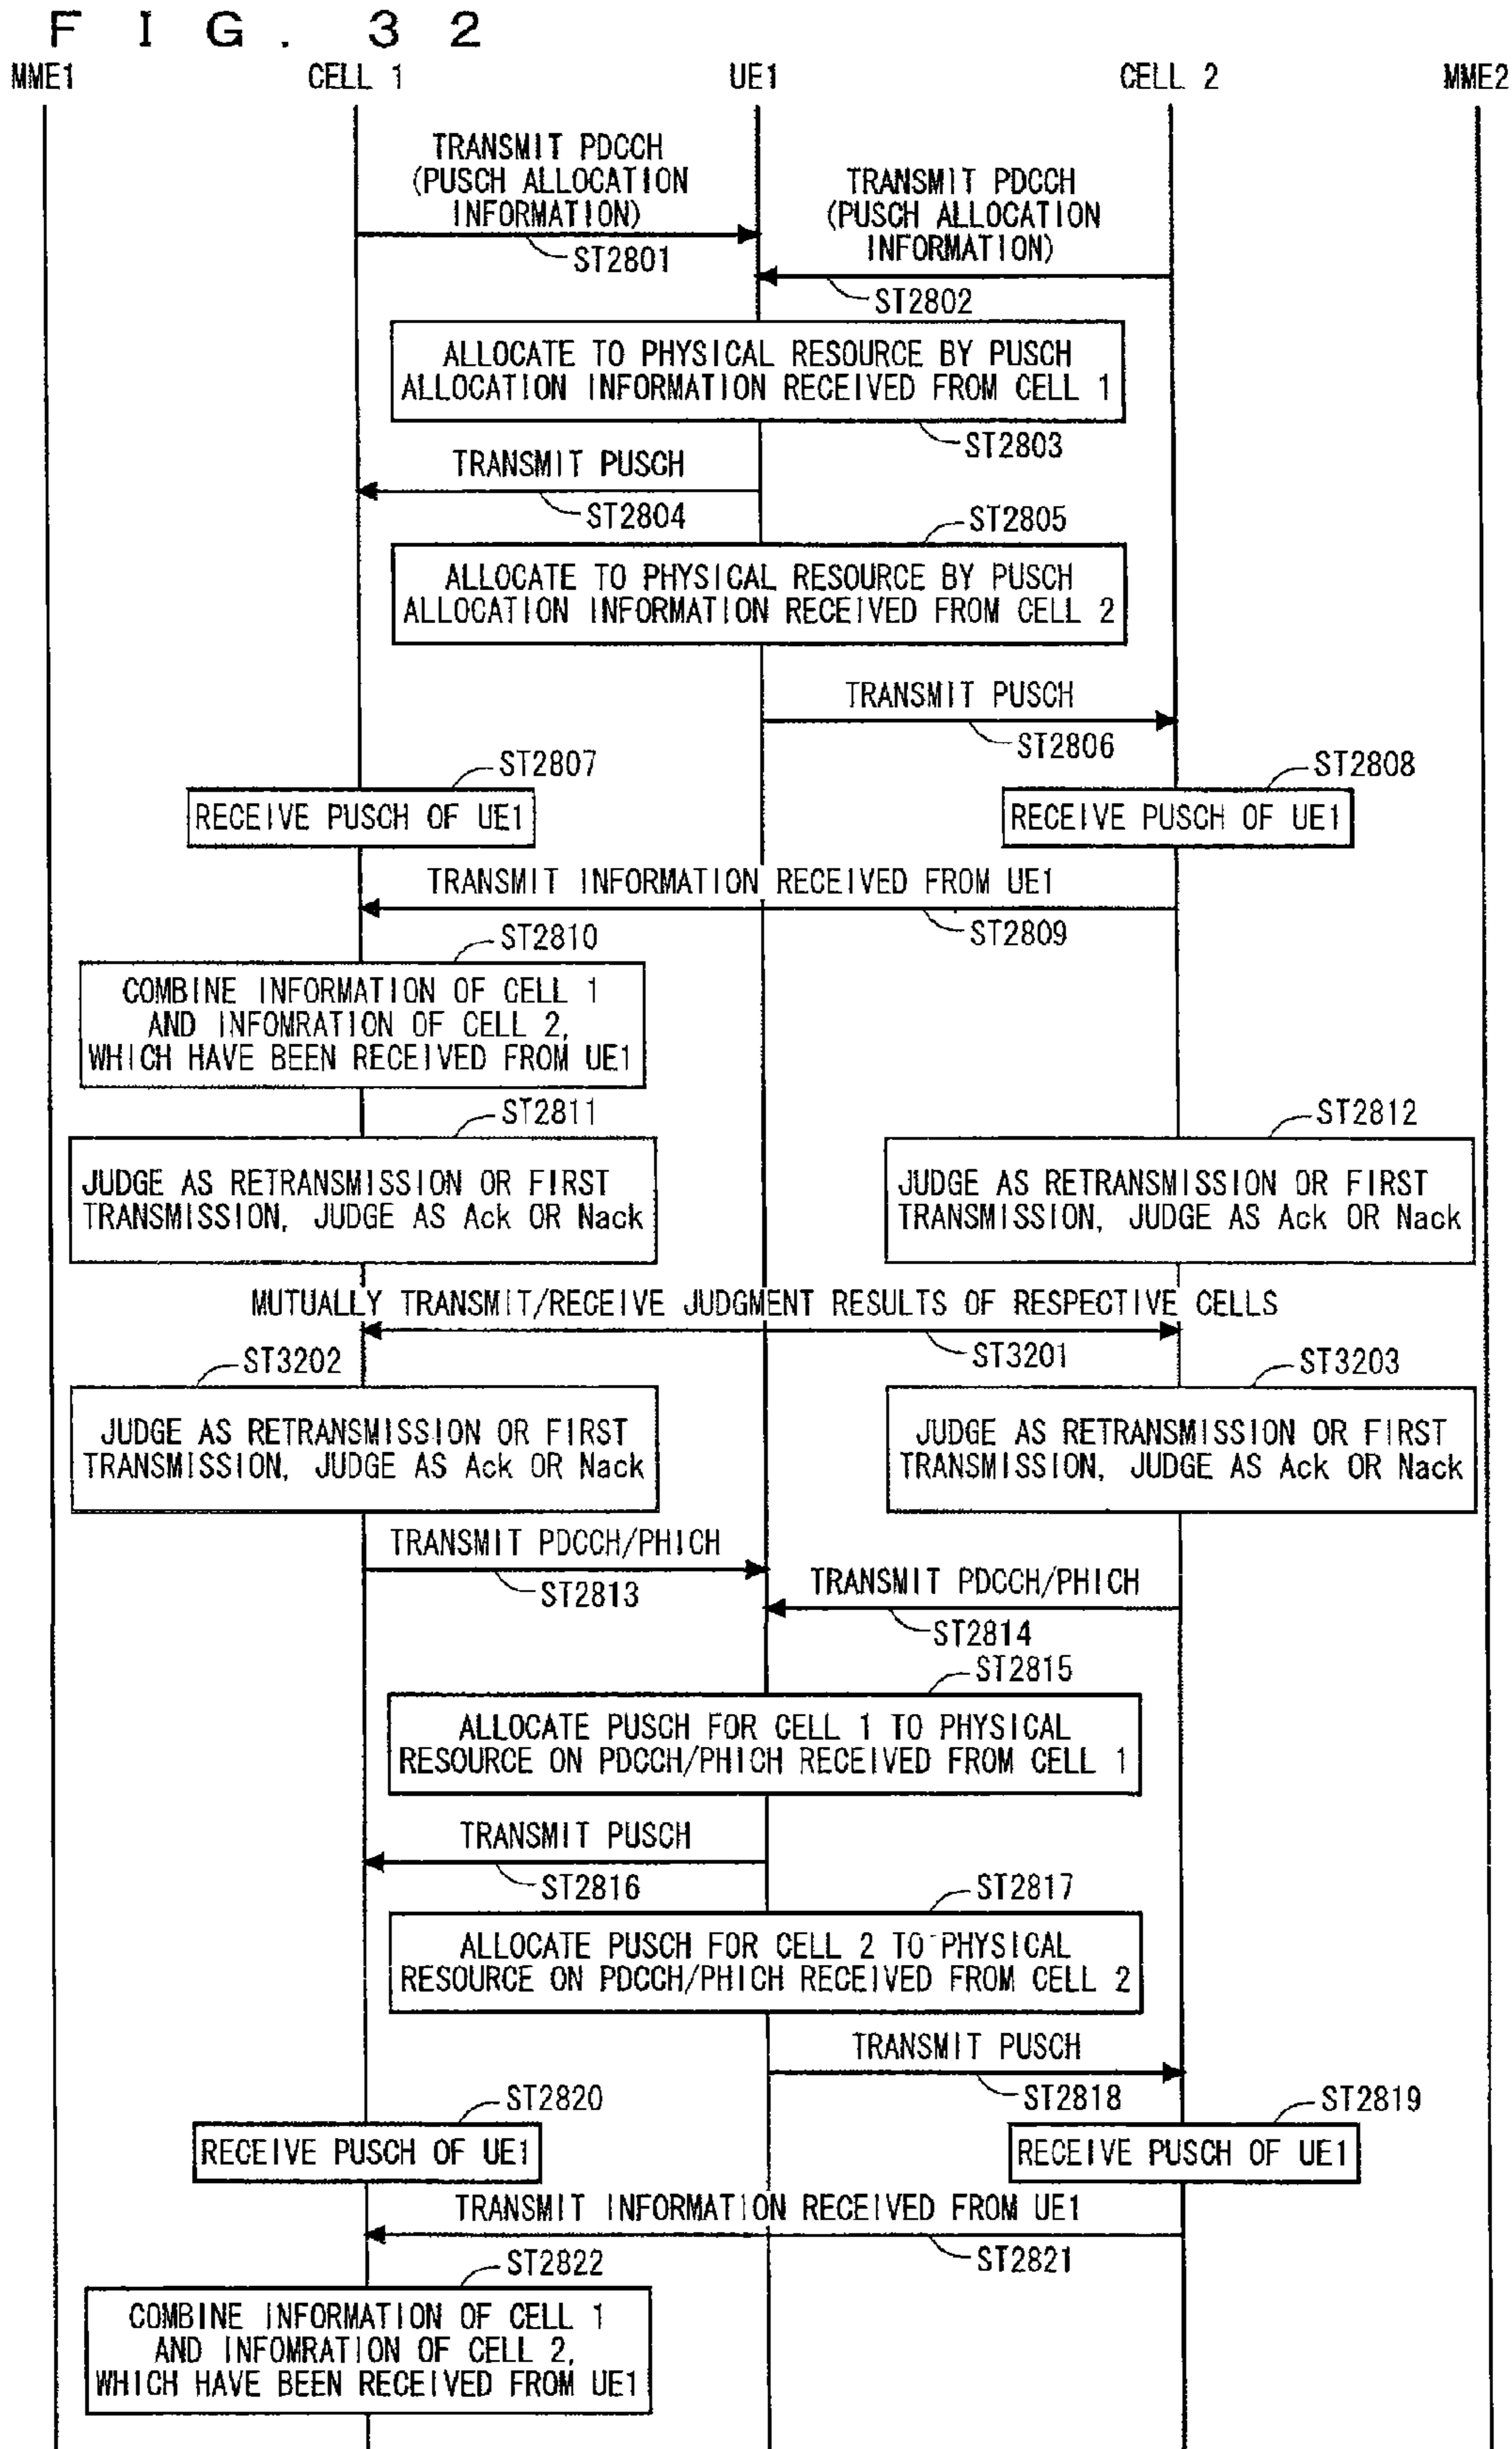 F I G . 3 2
MME1 CELL 1 UE1 CELL 2 MME2
TRANSMIT PDCCH
(PUSCH ALLOCATION
INFORMATION)
ST2801
TRANSMIT PDCCH
(PUSCH ALLOCATION
INFORMATION)
ST2802
ALLOCATE TO PHYSICAL RESOURCE BY PUSCH
ALLOCATION INFORMATION RECEIVED FROM CELL 1
ST2803
TRANSMIT PUSCH
ST2804
ST2805
ALLOCATE TO PHYSICAL RESOURCE BY PUSCH
ALLOCATION INFORMATION RECEIVED FROM CELL 2
TRANSMIT PUSCH
ST2806
ST2807
RECEIVE PUSCH OF UE1
ST2808
RECEIVE PUSCH OF UE1
TRANSMIT INFORMATION RECEIVED FROM UE1
ST2809
ST2810
COMBINE INFORMATION OF CELL 1
AND INFOMRATION OF CELL 2,
WHICH HAVE BEEN RECEIVED FROM UE1
ST2811
JUDGE AS RETRANSMISSION OR FIRST
TRANSMISSION, JUDGE AS Ack OR Nack
ST2812
JUDGE AS RETRANSMISSION OR FIRST
TRANSMISSION, JUDGE AS Ack OR Nack
MUTUALLY TRANSMIT/RECEIVE JUDGMENT RESULTS OF RESPECTIVE CELLS
ST3201
ST3202
JUDGE AS RETRANSMISSION OR FIRST
TRANSMISSION, JUDGE AS Ack OR Nack
ST3203
JUDGE AS RETRANSMISSION OR FIRST
TRANSMISSION, JUDGE AS Ack OR Nack
TRANSMIT PDCCH/PHICH
ST2813
TRANSMIT PDCCH/PHICH
ST2814
ST2815
ALLOCATE PUSCH FOR CELL 1 TO PHYSICAL
RESOURCE ON PDCCH/PHICH RECEIVED FROM CELL 1
TRANSMIT PUSCH
ST2816
ST2817
ALLOCATE PUSCH FOR CELL 2 TO PHYSICAL
RESOURCE ON PDCCH/PHICH RECEIVED FROM CELL 2
TRANSMIT PUSCH
ST2818
ST2820
RECEIVE PUSCH OF UE1
ST2819
RECEIVE PUSCH OF UE1
TRANSMIT INFORMATION RECEIVED FROM UE1
ST2821
ST2822
COMBINE INFORMATION OF CELL 1
AND INFOMRATION OF CELL 2,
WHICH HAVE BEEN RECEIVED FROM UE1